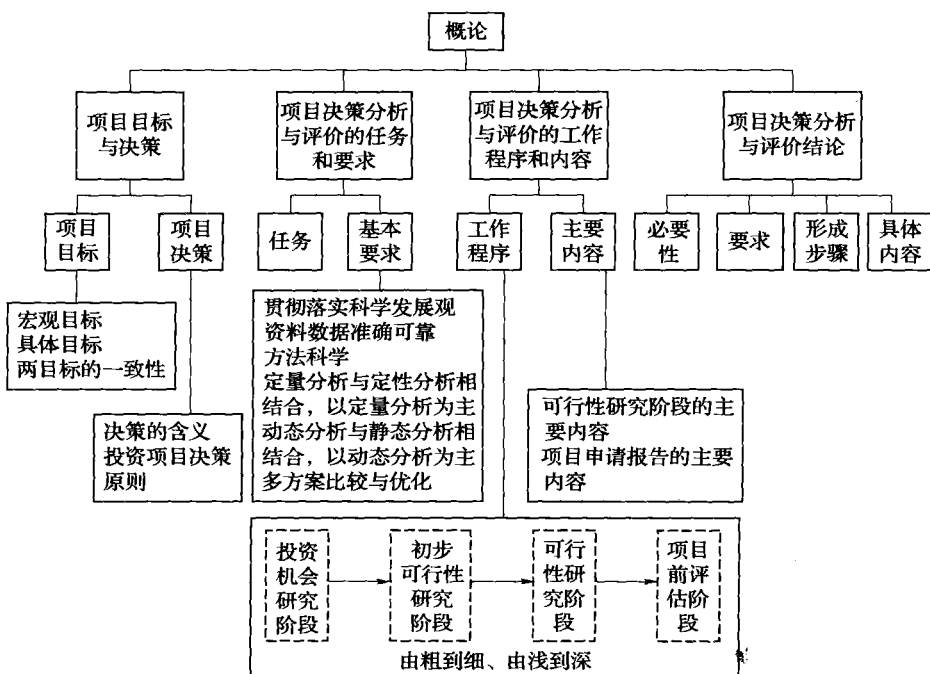 概论
项目目标
与决策
项目决策分析
与评价的任务
和要求
项目决策分析
与评价的工作
程序和内容
项目决策分析
与评价结论
项目
目标
项目
决策
任务
基本
要求
工作
程序
主要
内容
必要
性
要求
形成
步骤
具体
内容
宏观目标
具体目标
两目标的一致性
决策的含义
投资项目决策
原则
贯彻落实科学发展观
资料数据准确可靠
方法科学
定量分析与定性分析相
结合，以定量分析为主
动态分析与静态分析相
结合，以动态分析为主
多方案比较与优化
可行性研究阶段的主
要内容
项目申请报告的主要
内容
投资
机会
研究
阶段
初步
可行性
研究
阶段
可行
性研
究阶
段
项目
前评
估阶
段
由粗到细、由浅到深